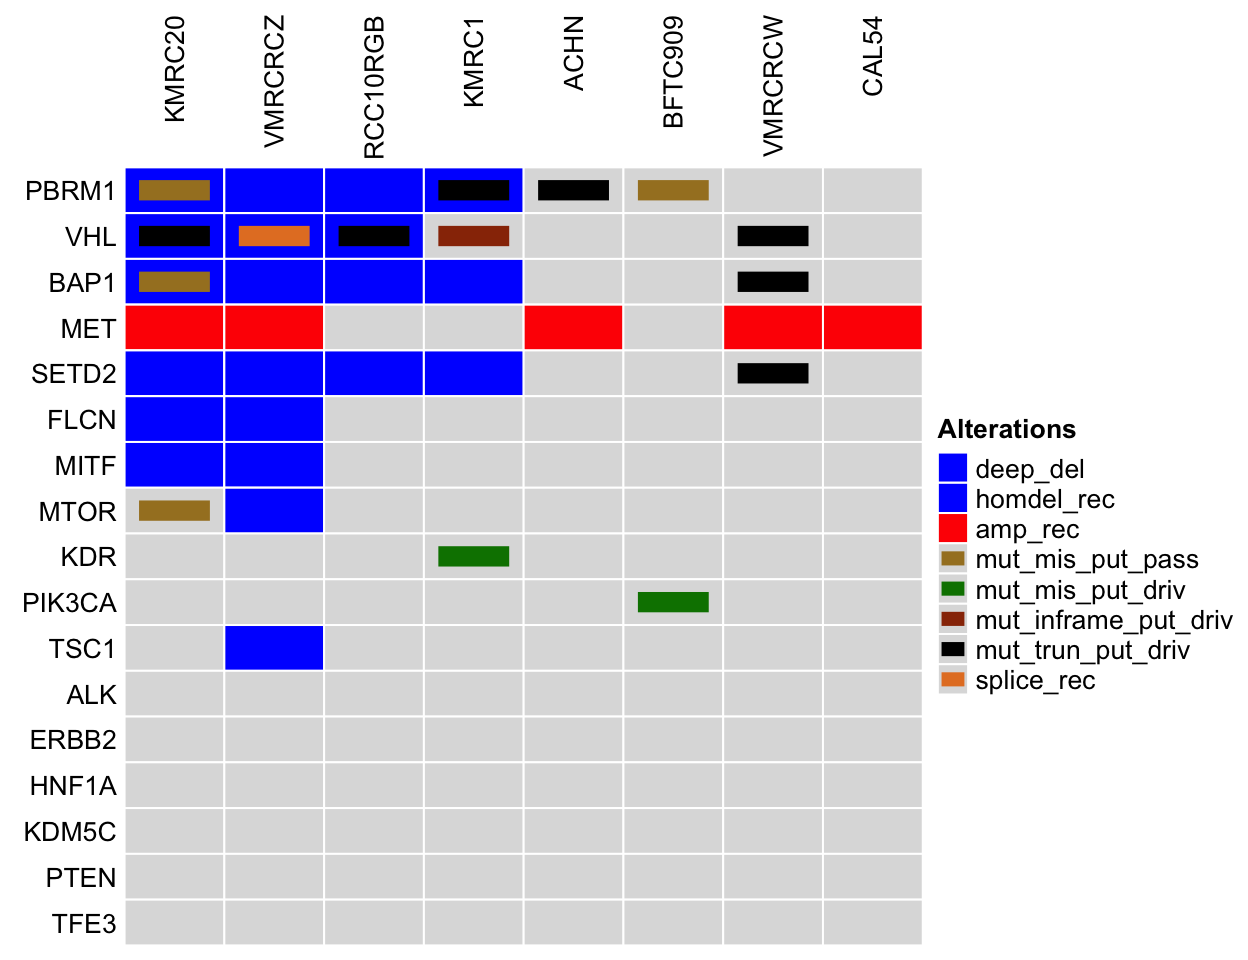 KMRC20
VMRCRCZ
RCC10RGB
KMRC1
ACHN
BFTC909
VMRCRCW
CAL54
PBRM1
VHL
BAP1
MET
SETD2
FLCN
MITF
MTOR
KDR
PIK3CA
TSC1
ALK
ERBB2
HNF1A
KDM5C
PTEN
TFE3
Alterations
deep_del
homdel_rec
amp_rec
mut_mis_put_pass
mut_mis_put_driv
mut_inframe_put_driv
mut_trun_put_driv
splice_rec